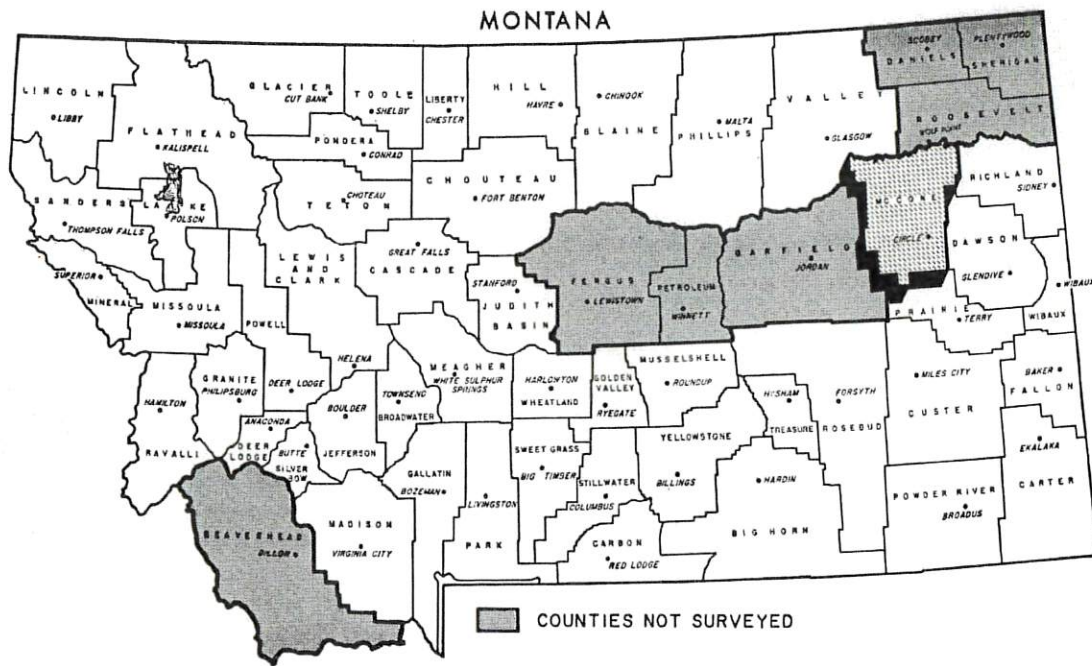 MONTANA
LINCOLN
LIBBY
FLATHEAD
KALISPELL
GLACIER
CUT BANK
TOOLE
SHELBY
LIBERTY
CHESTER
HILL
HAVRE
CHINOOK
BLAINE
MALTA
PHILLIPS
VALLEY
GLASGOW
SCOBEY
DANIELS
PLENTYWOOD
SHERIDAN
ROOSEVELT
WOLF POINT
PONDERA
CONRAD
CHOTEAU
TETON
CHOUTEAU
FORT BENTON
SANDERS
THOMPSON FALLS
LAKE
POLSON
LEWIS
AND
CLARK
GREAT FALLS
CASCADE
STANFORD
JUDITH
BASIN
FERGUS
LEWISTOWN
PETROLEUM
WINNETT
GARFIELD
JORDAN
MC CONE
CIRCLE
RICHLAND
SIDNEY
DAWSON
GLENDIVE
WIBAUX
PRAIRIE
TERRY
WIBAUX
SUPERIOR
MINERAL
MISSOULA
MISSOULA
POWELL
HELENA
DEER LODGE
GRANITE
PHILIPSBURG
HAMILTON
RAVALLI
ANACONDA
DEER
LODGE
BUTTE
SILVER
BOW
BOULDER
JEFFERSON
TOWNSEND
BROADWATER
MEAGHER
WHITE SULPHUR
SPRINGS
HARLOWTON
WHEATLAND
GOLDEN
VALLEY
RYEGATE
MUSSELSHELL
ROUNDUP
HYSHAM
TREASURE
FORSYTH
ROSEBUD
MILES CITY
CUSTER
BAKER
FALLON
EKALAKA
CARTER
POWDER RIVER
BROADUS
BEAVERHEAD
DILLON
MADISON
VIRGINIA CITY
GALLATIN
BOZEMAN
LIVINGSTON
PARK
SWEET GRASS
BIG TIMBER
STILLWATER
COLUMBUS
YELLOWSTONE
BILLINGS
HARDIN
BIG HORN
CARBON
RED LODGE
COUNTIES NOT SURVEYED